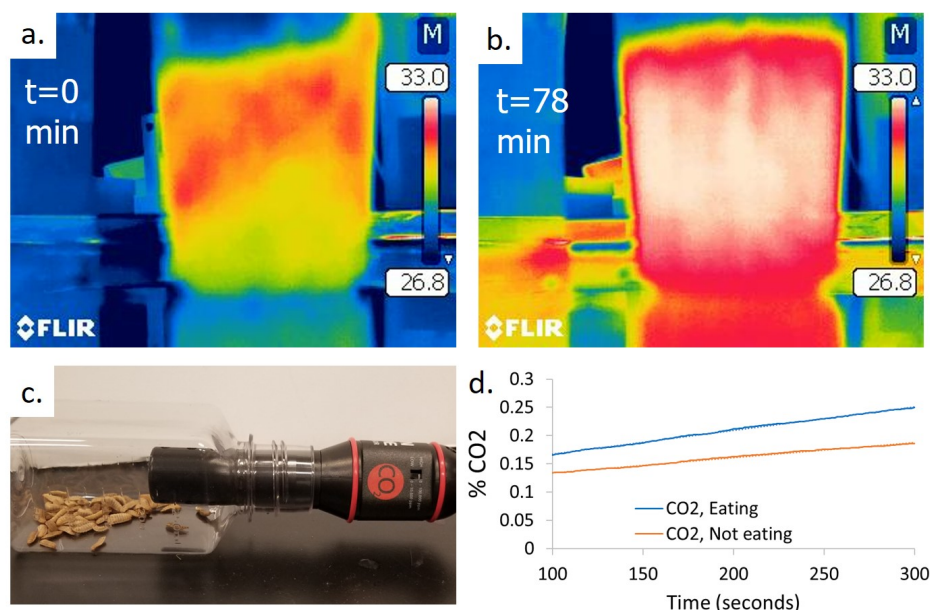 a.
M
t=0
min
33.0
26.8
FLIR
b.
M
t=78
min
33.0
26.8
FLIR
c.
CO2
d.
0.3
0.25
0.2
0.15
0.1
0.05
0
% CO2
CO2, Eating
CO2, Not eating
100
150
200
250
300
Time (seconds)